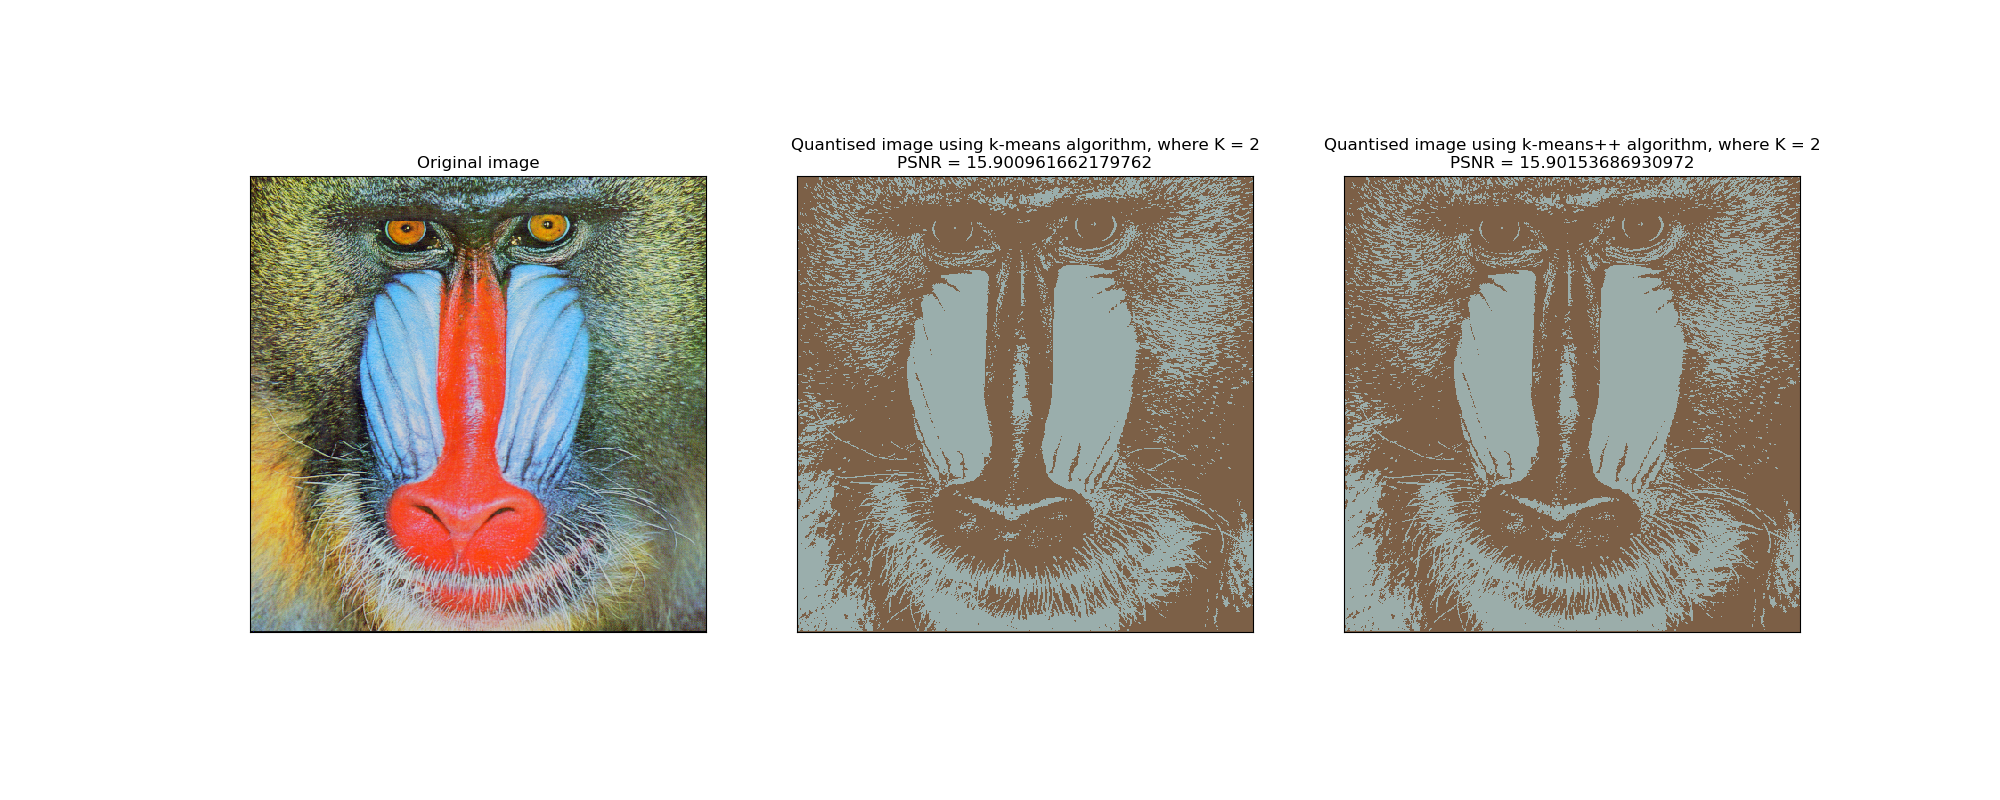 Original image
Quantised image using k-means algorithm, where K = 2
PSNR = 15.900961662179762
Quantised image using k-means++ algorithm, where K = 2
PSNR = 15.90153686930972